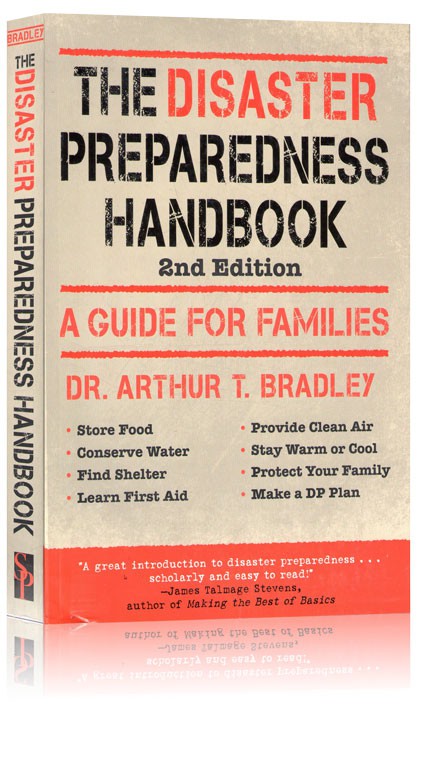 BRADLEY
THE DISASTER PREPAREDNESS HANDBOOK
THE DISASTER
PREPAREDNESS
HANDBOOK
2nd Edition
A GUIDE FOR FAMILIES
DR. ARTHUR T. BRADLEY
• Store Food
• Conserve Water
• Find Shelter
• Learn First Aid
• Provide Clean Air
• Stay Warm or Cool
• Protect Your Family
• Make a DP Plan
"A great introduction to disaster preparedness . . .
scholarly and easy to read!"
—James Talmage Stevens,
author of Making the Best of Basics